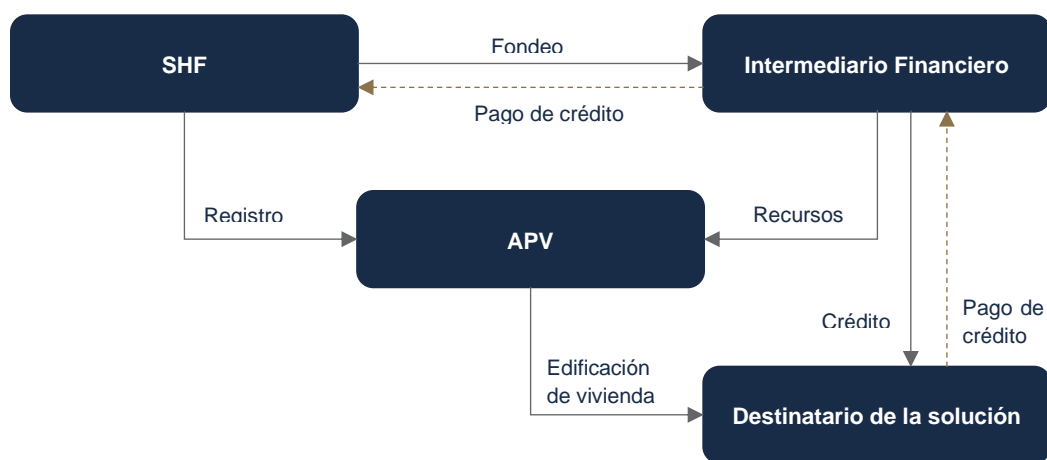 Fondeo
SHF
Intermediario Financiero
Pago de crédito
Registro
Recursos
APV
Crédito
Pago de
crédito
Edificación
de vivienda
Destinatario de la solución